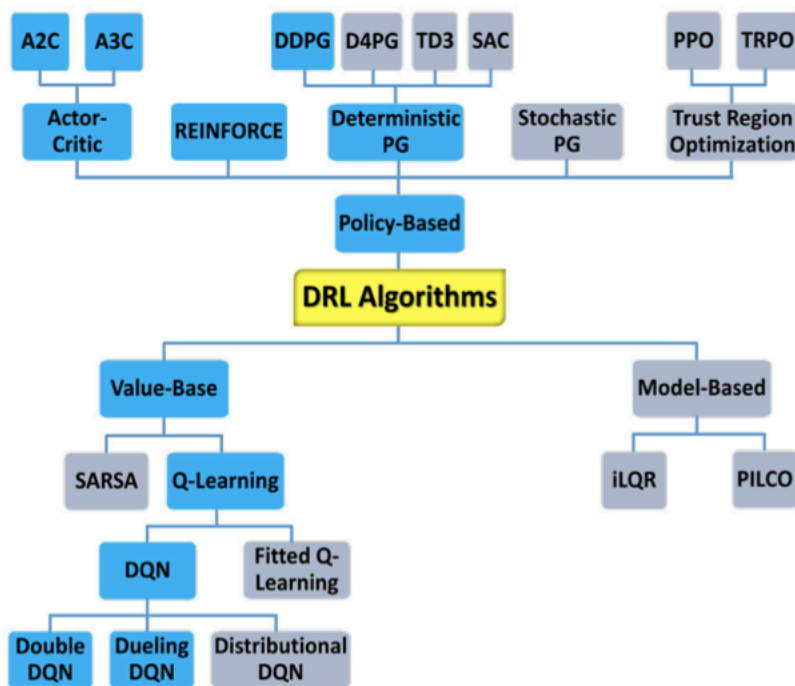 A2C
A3C
DDPG
D4PG
TD3
SAC
PPO
TRPO
Actor-
Critic
REINFORCE
Deterministic
PG
Stochastic
PG
Trust Region
Optimization
Policy-Based
DRL Algorithms
Value-Base
Model-Based
SARSA
Q-Learning
iLQR
PILCO
DQN
Fitted Q-
Learning
Double
DQN
Dueling
DQN
Distributional
DQN